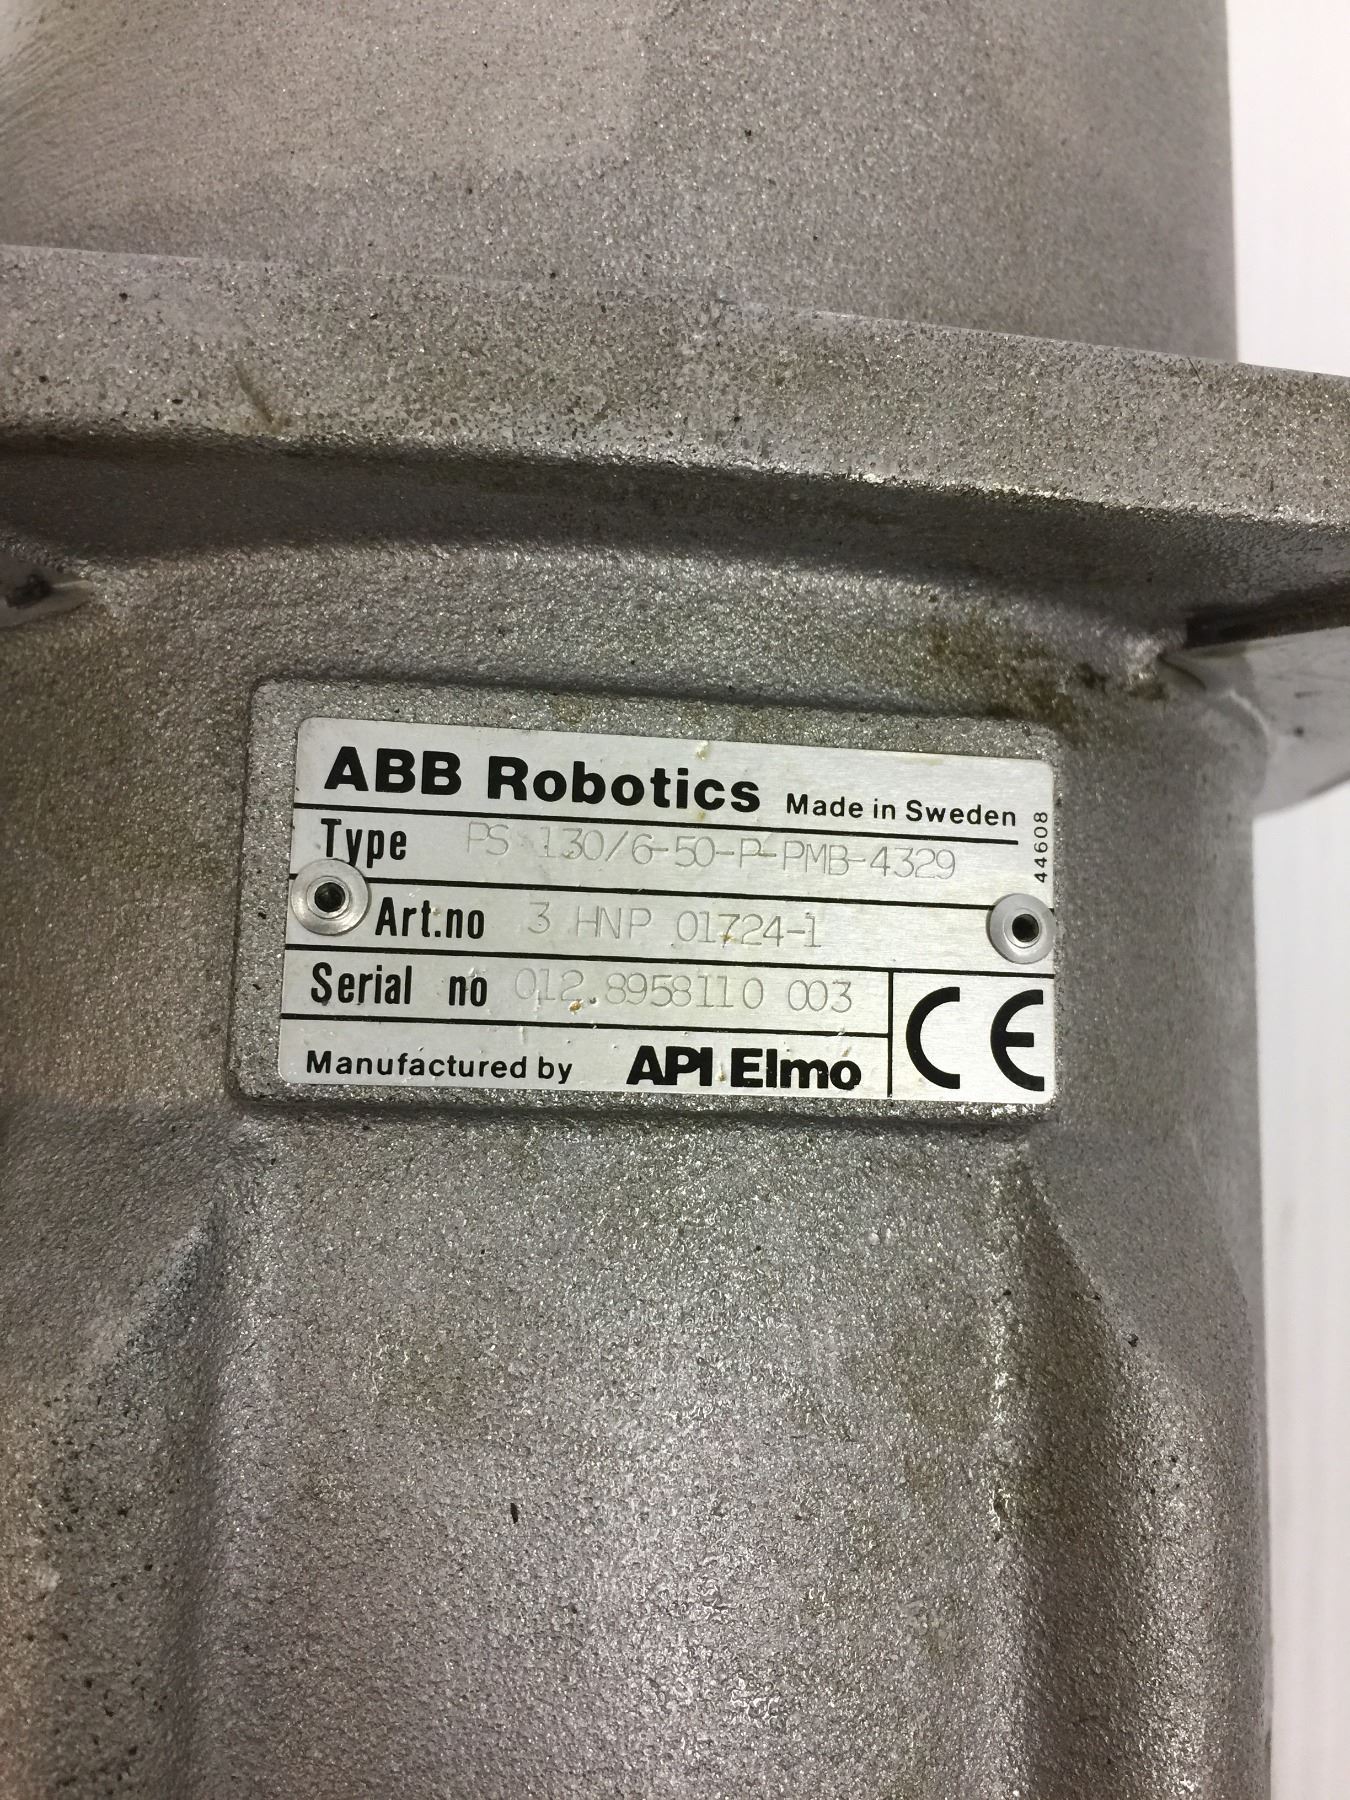 ABB Robotics Made in Sweden
Type PS 130/6-50-P-PMB-4329
44608
Art.no 3 HNP 01724-1
Serial no 012.8958110 003
Manufactured by API Elmo
CE